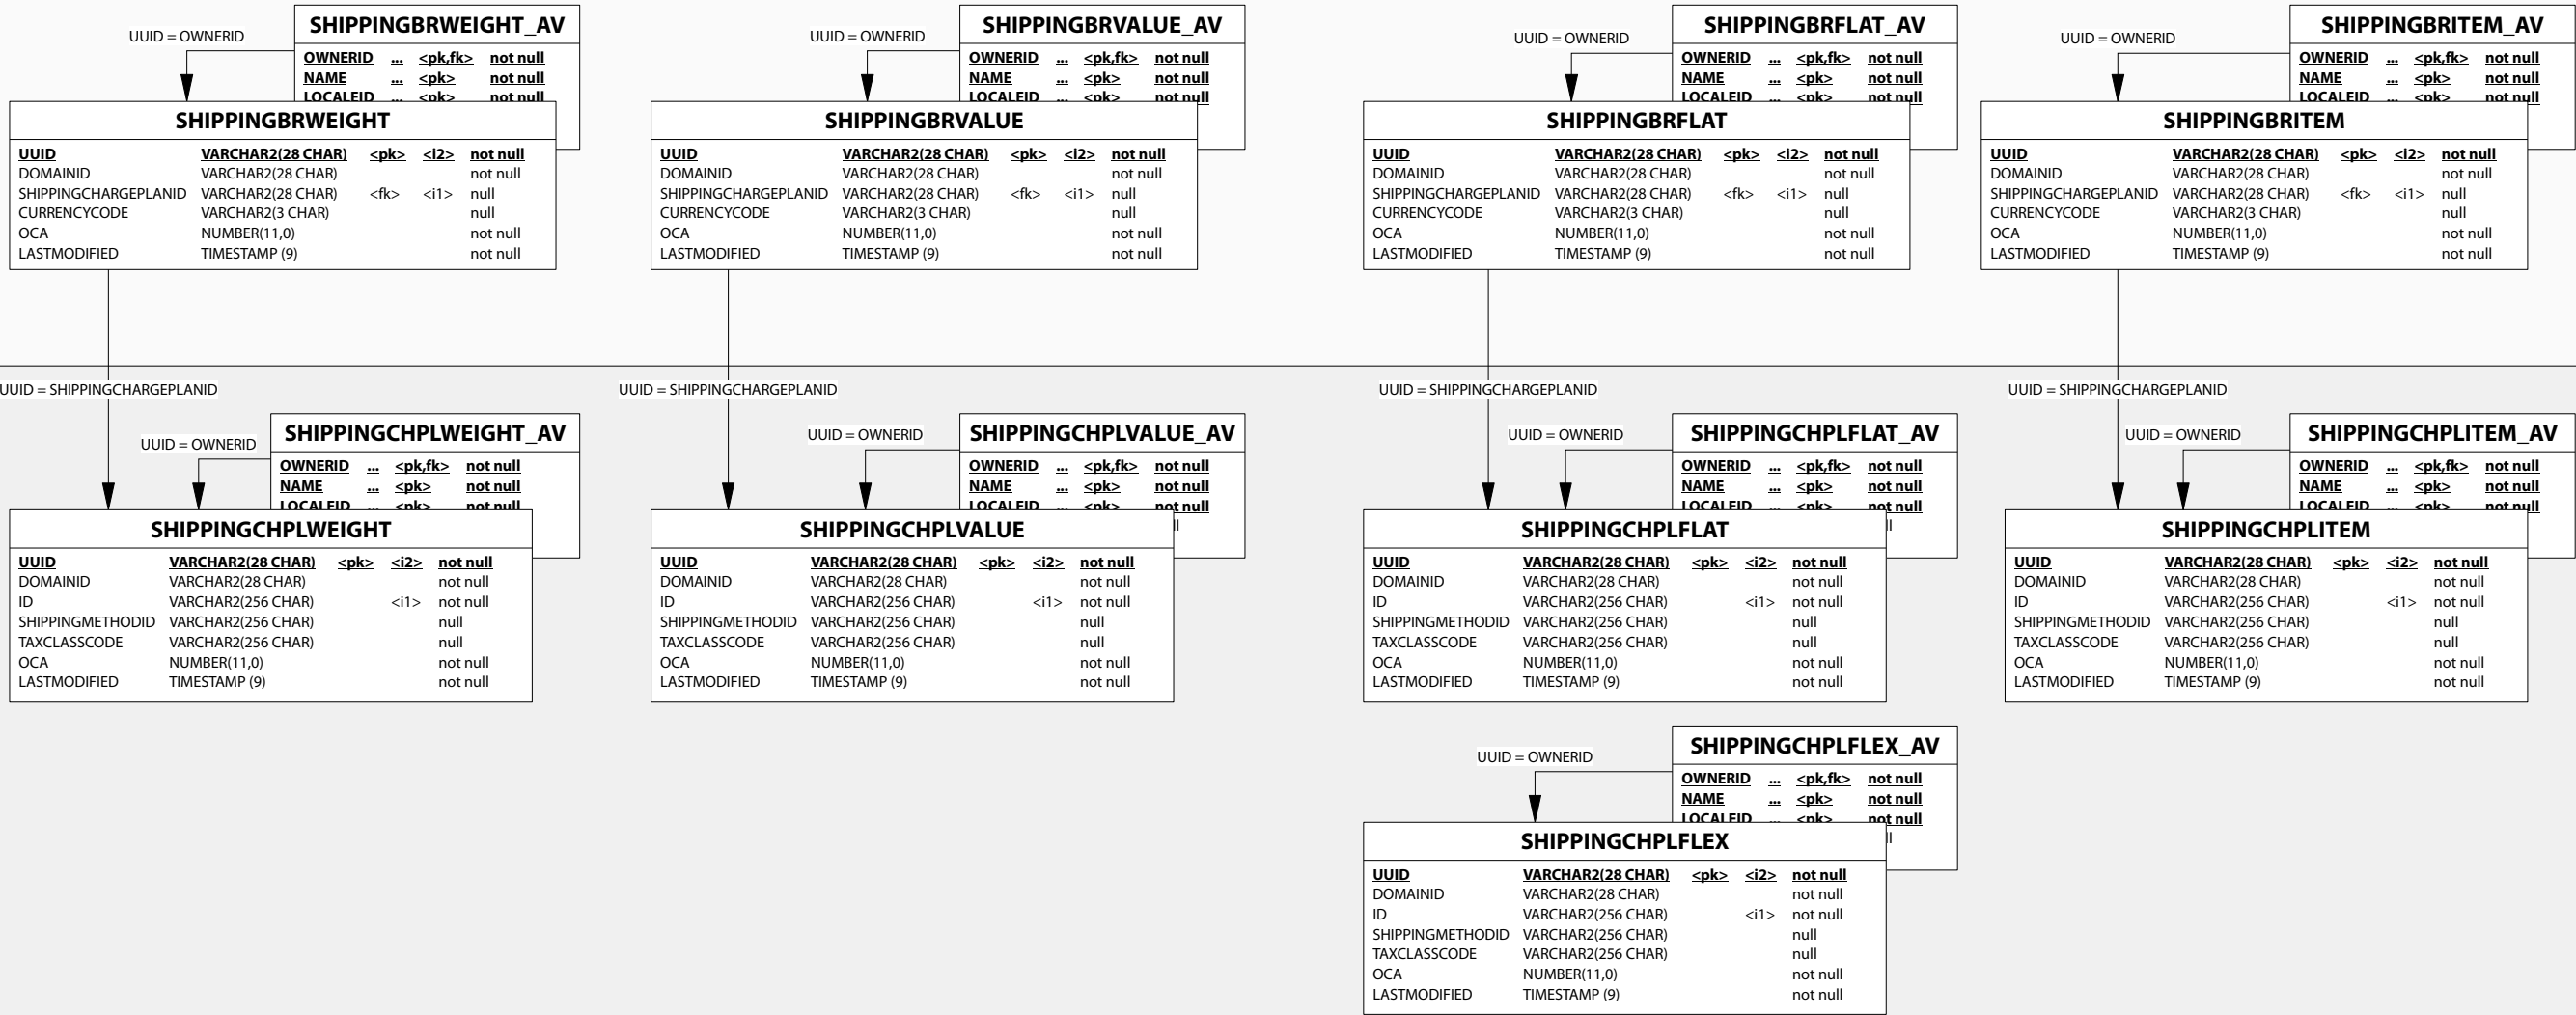 SHIPPINGBRWEIGHT_AV
UUID = OWNERID
OWNERID ... <pk,fk> not null
NAME ... <pk> not null
LOCALEID ... <pk> not null
SHIPPINGBRWEIGHT
UUID VARCHAR2(28 CHAR) <pk> <i2> not null
DOMAINID VARCHAR2(28 CHAR) not null
SHIPPINGCHARGEPLANID VARCHAR2(28 CHAR) <fk> <i1> null
CURRENCYCODE VARCHAR2(3 CHAR) null
OCA NUMBER(11,0) not null
LASTMODIFIED TIMESTAMP (9) not null
SHIPPINGBRVALUE_AV
UUID = OWNERID
OWNERID ... <pk,fk> not null
NAME ... <pk> not null
LOCALEID ... <pk> not null
SHIPPINGBRVALUE
UUID VARCHAR2(28 CHAR) <pk> <i2> not null
DOMAINID VARCHAR2(28 CHAR) not null
SHIPPINGCHARGEPLANID VARCHAR2(28 CHAR) <fk> <i1> null
CURRENCYCODE VARCHAR2(3 CHAR) null
OCA NUMBER(11,0) not null
LASTMODIFIED TIMESTAMP (9) not null
SHIPPINGBRFLAT_AV
UUID = OWNERID
OWNERID ... <pk,fk> not null
NAME ... <pk> not null
LOCALEID ... <pk> not null
SHIPPINGBRFLAT
UUID VARCHAR2(28 CHAR) <pk> <i2> not null
DOMAINID VARCHAR2(28 CHAR) not null
SHIPPINGCHARGEPLANID VARCHAR2(28 CHAR) <fk> <i1> null
CURRENCYCODE VARCHAR2(3 CHAR) null
OCA NUMBER(11,0) not null
LASTMODIFIED TIMESTAMP (9) not null
SHIPPINGBRITEM_AV
UUID = OWNERID
OWNERID ... <pk,fk> not null
NAME ... <pk> not null
LOCALEID ... <pk> not null
SHIPPINGBRITEM
UUID VARCHAR2(28 CHAR) <pk> <i2> not null
DOMAINID VARCHAR2(28 CHAR) not null
SHIPPINGCHARGEPLANID VARCHAR2(28 CHAR) <fk> <i1> null
CURRENCYCODE VARCHAR2(3 CHAR) null
OCA NUMBER(11,0) not null
LASTMODIFIED TIMESTAMP (9) not null
UUID = SHIPPINGCHARGEPLANID
UUID = SHIPPINGCHARGEPLANID
UUID = SHIPPINGCHARGEPLANID
UUID = SHIPPINGCHARGEPLANID
SHIPPINGCHPLWEIGHT_AV
UUID = OWNERID
OWNERID ... <pk,fk> not null
NAME ... <pk> not null
LOCALEID ... <pk> not null
SHIPPINGCHPLWEIGHT
UUID VARCHAR2(28 CHAR) <pk> <i2> not null
DOMAINID VARCHAR2(28 CHAR) not null
ID VARCHAR2(256 CHAR) <i1> not null
SHIPPINGMETHODID VARCHAR2(256 CHAR) null
TAXCLASSCODE VARCHAR2(256 CHAR) null
OCA NUMBER(11,0) not null
LASTMODIFIED TIMESTAMP (9) not null
SHIPPINGCHPLVALUE_AV
UUID = OWNERID
OWNERID ... <pk,fk> not null
NAME ... <pk> not null
LOCALEID ... <pk> not null
SHIPPINGCHPLVALUE
UUID VARCHAR2(28 CHAR) <pk> <i2> not null
DOMAINID VARCHAR2(28 CHAR) not null
ID VARCHAR2(256 CHAR) <i1> not null
SHIPPINGMETHODID VARCHAR2(256 CHAR) null
TAXCLASSCODE VARCHAR2(256 CHAR) null
OCA NUMBER(11,0) not null
LASTMODIFIED TIMESTAMP (9) not null
SHIPPINGCHPLFLAT_AV
UUID = OWNERID
OWNERID ... <pk,fk> not null
NAME ... <pk> not null
LOCALEID ... <pk> not null
SHIPPINGCHPLFLAT
UUID VARCHAR2(28 CHAR) <pk> <i2> not null
DOMAINID VARCHAR2(28 CHAR) not null
ID VARCHAR2(256 CHAR) <i1> not null
SHIPPINGMETHODID VARCHAR2(256 CHAR) null
TAXCLASSCODE VARCHAR2(256 CHAR) null
OCA NUMBER(11,0) not null
LASTMODIFIED TIMESTAMP (9) not null
SHIPPINGCHPLITEM_AV
UUID = OWNERID
OWNERID ... <pk,fk> not null
NAME ... <pk> not null
LOCALEID ... <pk> not null
SHIPPINGCHPLITEM
UUID VARCHAR2(28 CHAR) <pk> <i2> not null
DOMAINID VARCHAR2(28 CHAR) not null
ID VARCHAR2(256 CHAR) <i1> not null
SHIPPINGMETHODID VARCHAR2(256 CHAR) null
TAXCLASSCODE VARCHAR2(256 CHAR) null
OCA NUMBER(11,0) not null
LASTMODIFIED TIMESTAMP (9) not null
SHIPPINGCHPLFLEX_AV
UUID = OWNERID
OWNERID ... <pk,fk> not null
NAME ... <pk> not null
LOCALEID ... <pk> not null
SHIPPINGCHPLFLEX
UUID VARCHAR2(28 CHAR) <pk> <i2> not null
DOMAINID VARCHAR2(28 CHAR) not null
ID VARCHAR2(256 CHAR) <i1> not null
SHIPPINGMETHODID VARCHAR2(256 CHAR) null
TAXCLASSCODE VARCHAR2(256 CHAR) null
OCA NUMBER(11,0) not null
LASTMODIFIED TIMESTAMP (9) not null